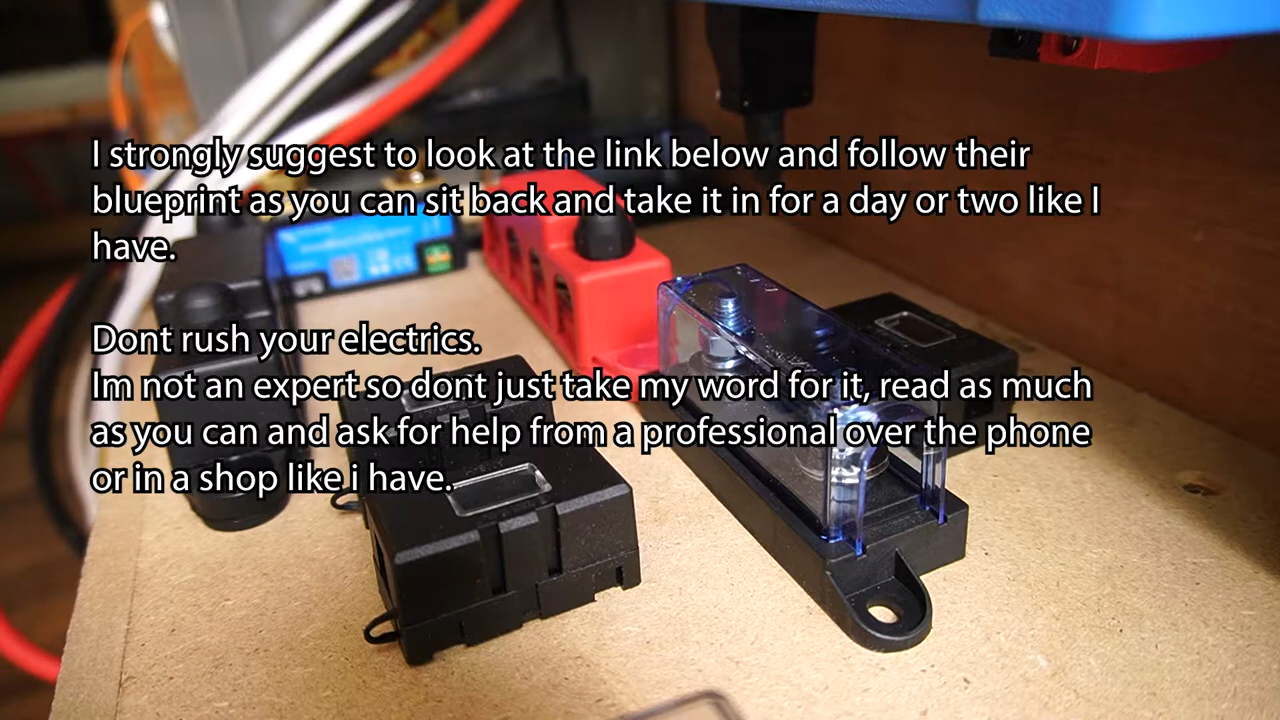 I strongly suggest to look at the link below and follow their
blueprint as you can sit back and take it in for a day or two like I
have.
Dont rush your electrics.
Im not an expert so dont just take my word for it, read as much
as you can and ask for help from a professional over the phone
or in a shop like i have.